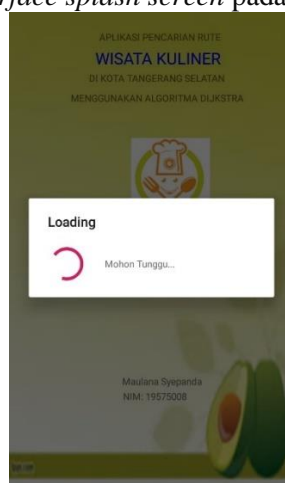 rface splash screen pada
APLIKASI PENCARIAN RUTE
WISATA KULINER
DI KOTA TANGERANG SELATAN
MENGGUNAKAN ALGORITMA DIJKSTRA
Loading
Mohon Tunggu...
Maulana Syepanda
NIM: 19575008